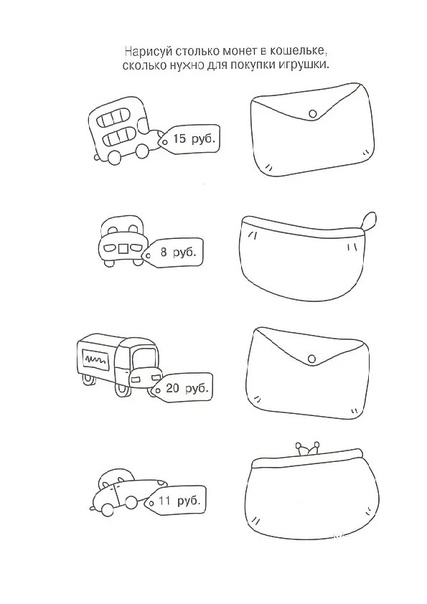 Нарисуй столько монет в кошельке,
сколько нужно для покупки игрушки.
15 руб.
8 руб.
20 руб.
11 руб.